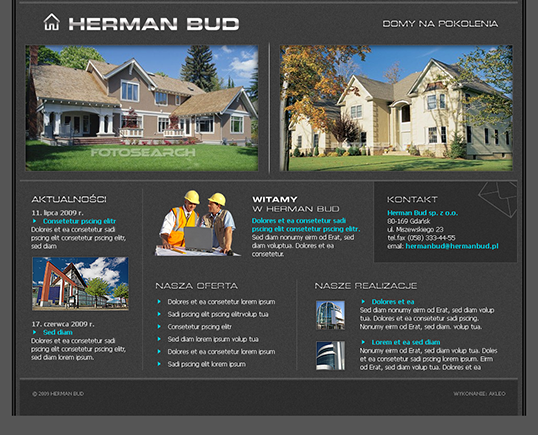 HERMAN BUD
DOMY NA POKOLENIA
FOTOSEARCH
AKTUALNOŚCI
11. lipca 2009 r.
Consetetur pscing elitr
Dolores et ea consetetur sadi
pscing elit consetetur pscing elitr,
sed diam
17. czerwca 2009 r.
Sed diam
Dolores et ea consetetur sadi
pscing elit consetetur pscing elitr,
sed diam lorem ipsum.
WITAMY
W HERMAN BUD
Dolores et ea consetetur sadi
pscing elit consetetur pscing elitr.
Sed diam nonumy eirm od Erat, sed
diam voluptua. Dolores et ea
consetetur.
KONTAKT
Herman Bud sp. z o.o.
80-169 Gdańsk
ul. Miszewskiego 23
tel.fax (058) 333-44-55
email: hermanbud@hermanbud.pl
NASZA OFERTA
Dolores et ea consetetur lorem ipsum
Sadi pscing elit pscing elitvolup tua
Consetetur pscing elitr
Sed diam lorem ipsum volup tua
Dolores et ea consetetur lorem ipsum
Sadi pscing elit lorem ipsum
NASZE REALIZACJE
Dolores et ea
Sed diam nonumy eirm od Erat, sed diam volup
tua. Dolores et ea consetetur sadi pscing.
Nonumy eirm od Erat, sed diam. volup tua.
Lorem et ea sed diam
Nonumy eirm od Erat, sed diam volup tua. Doles
et ea consetetur sadi pscing elit lorem ipsum. Eirm
od Erat, sed diam volup tua. Dolores et ea
© 2009 HERMAN BUD
WYKONANIE: AKLEO